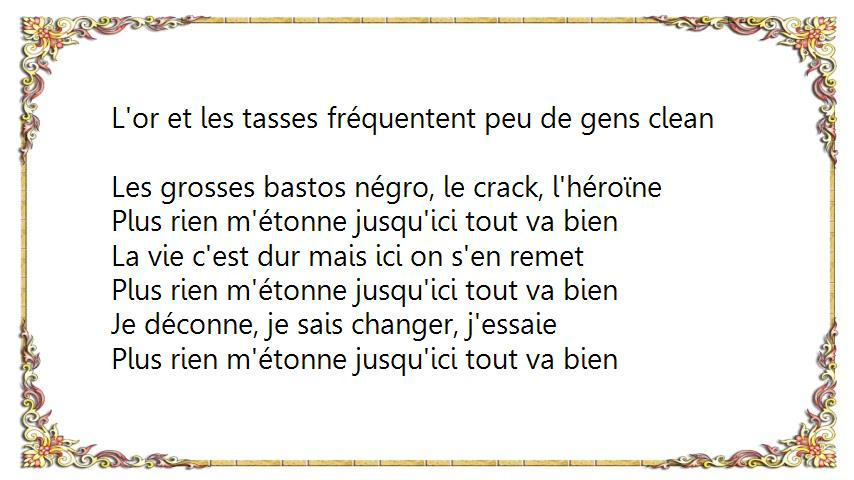 L'or et les tasses fréquentent peu de gens clean
Les grosses bastos négro, le crack, l'héroïne
Plus rien m'étonne jusqu'ici tout va bien
La vie c'est dur mais ici on s'en remet
Plus rien m'étonne jusqu'ici tout va bien
Je déconne, je sais changer, j'essaie
Plus rien m'étonne jusqu'ici tout va bien